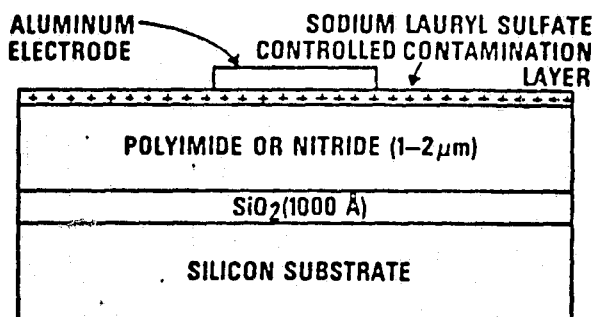 ALUMINUM
ELECTRODE
SODIUM LAURYL SULFATE
CONTROLLED CONTAMINATION
LAYER
+ + + + + + + + + + + + + + + + + + + + + + + + + + + + +
POLYIMIDE OR NITRIDE (1–2μm)
SiO2(1000 Å)
SILICON SUBSTRATE